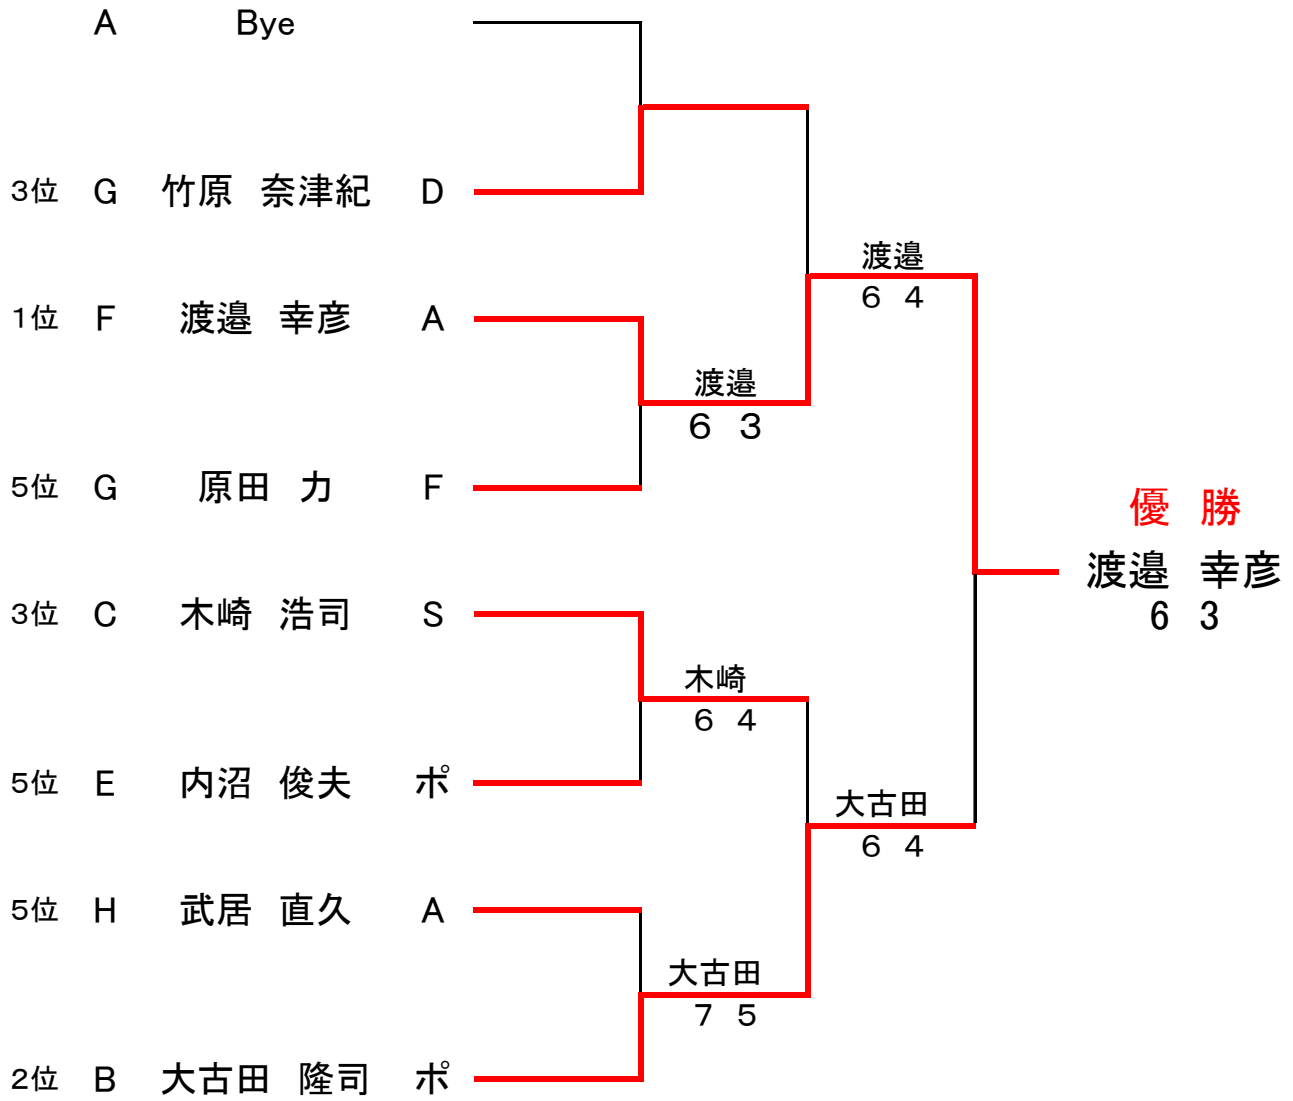 A Bye
3位 G 竹原 奈津紀 D
渡邉
6 4
1位 F 渡邉 幸彦 A
渡邉
6 3
5位 G 原田 力 F
優 勝
渡邉 幸彦
6 3
3位 C 木崎 浩司 S
木崎
6 4
5位 E 内沼 俊夫 ポ
大古田
6 4
5位 H 武居 直久 A
大古田
7 5
2位 B 大古田 隆司 ポ